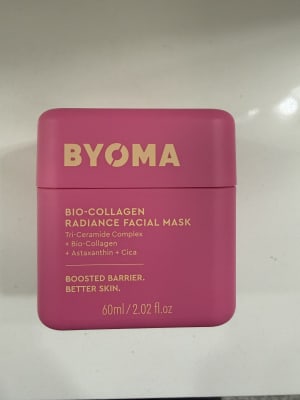 BYOMA
BIO-COLLAGEN
RADIANCE FACIAL MASK
Tri-Ceramide Complex
+ Bio-Collagen
+ Astaxanthin + Cica
BOOSTED BARRIER.
BETTER SKIN.
60ml / 2.02 fl.oz